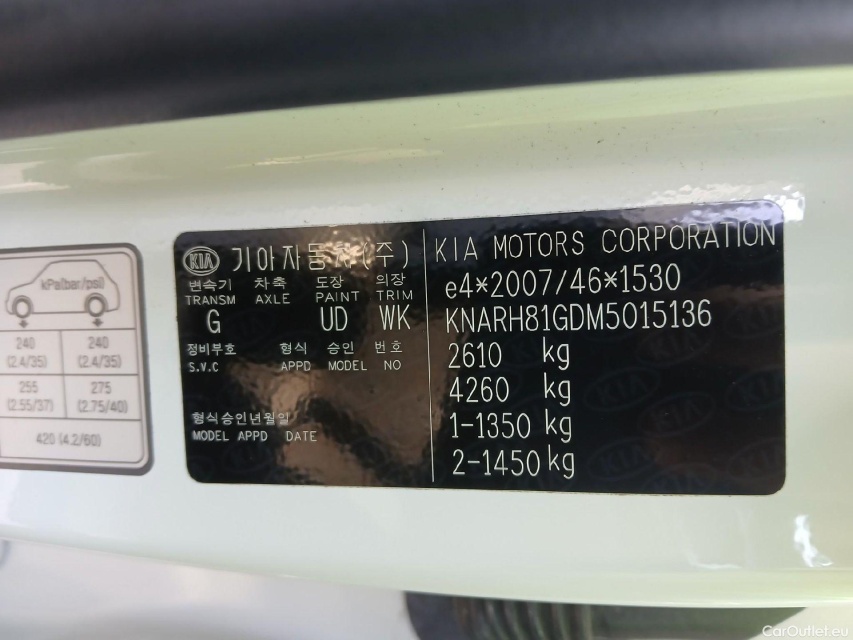 kPa(bar/psi)
240 (2.4/35)
240 (2.4/35)
255 (2.55/37)
275 (2.75/40)
420 (4.2/60)
KIA 기아자동차(주)
변속기 차축 도장 의장
TRANSM AXLE PAINT TRIM
G UD WK
정비부호 형식 승인 번호
S.V.C APPD MODEL NO
형식승인년월일
MODEL APPD DATE
KIA MOTORS CORPORATION
e4*2007/46*1530
KNARH81GDM5015136
2610 kg
4260 kg
1-1350 kg
2-1450 kg
CarOutlet.eu